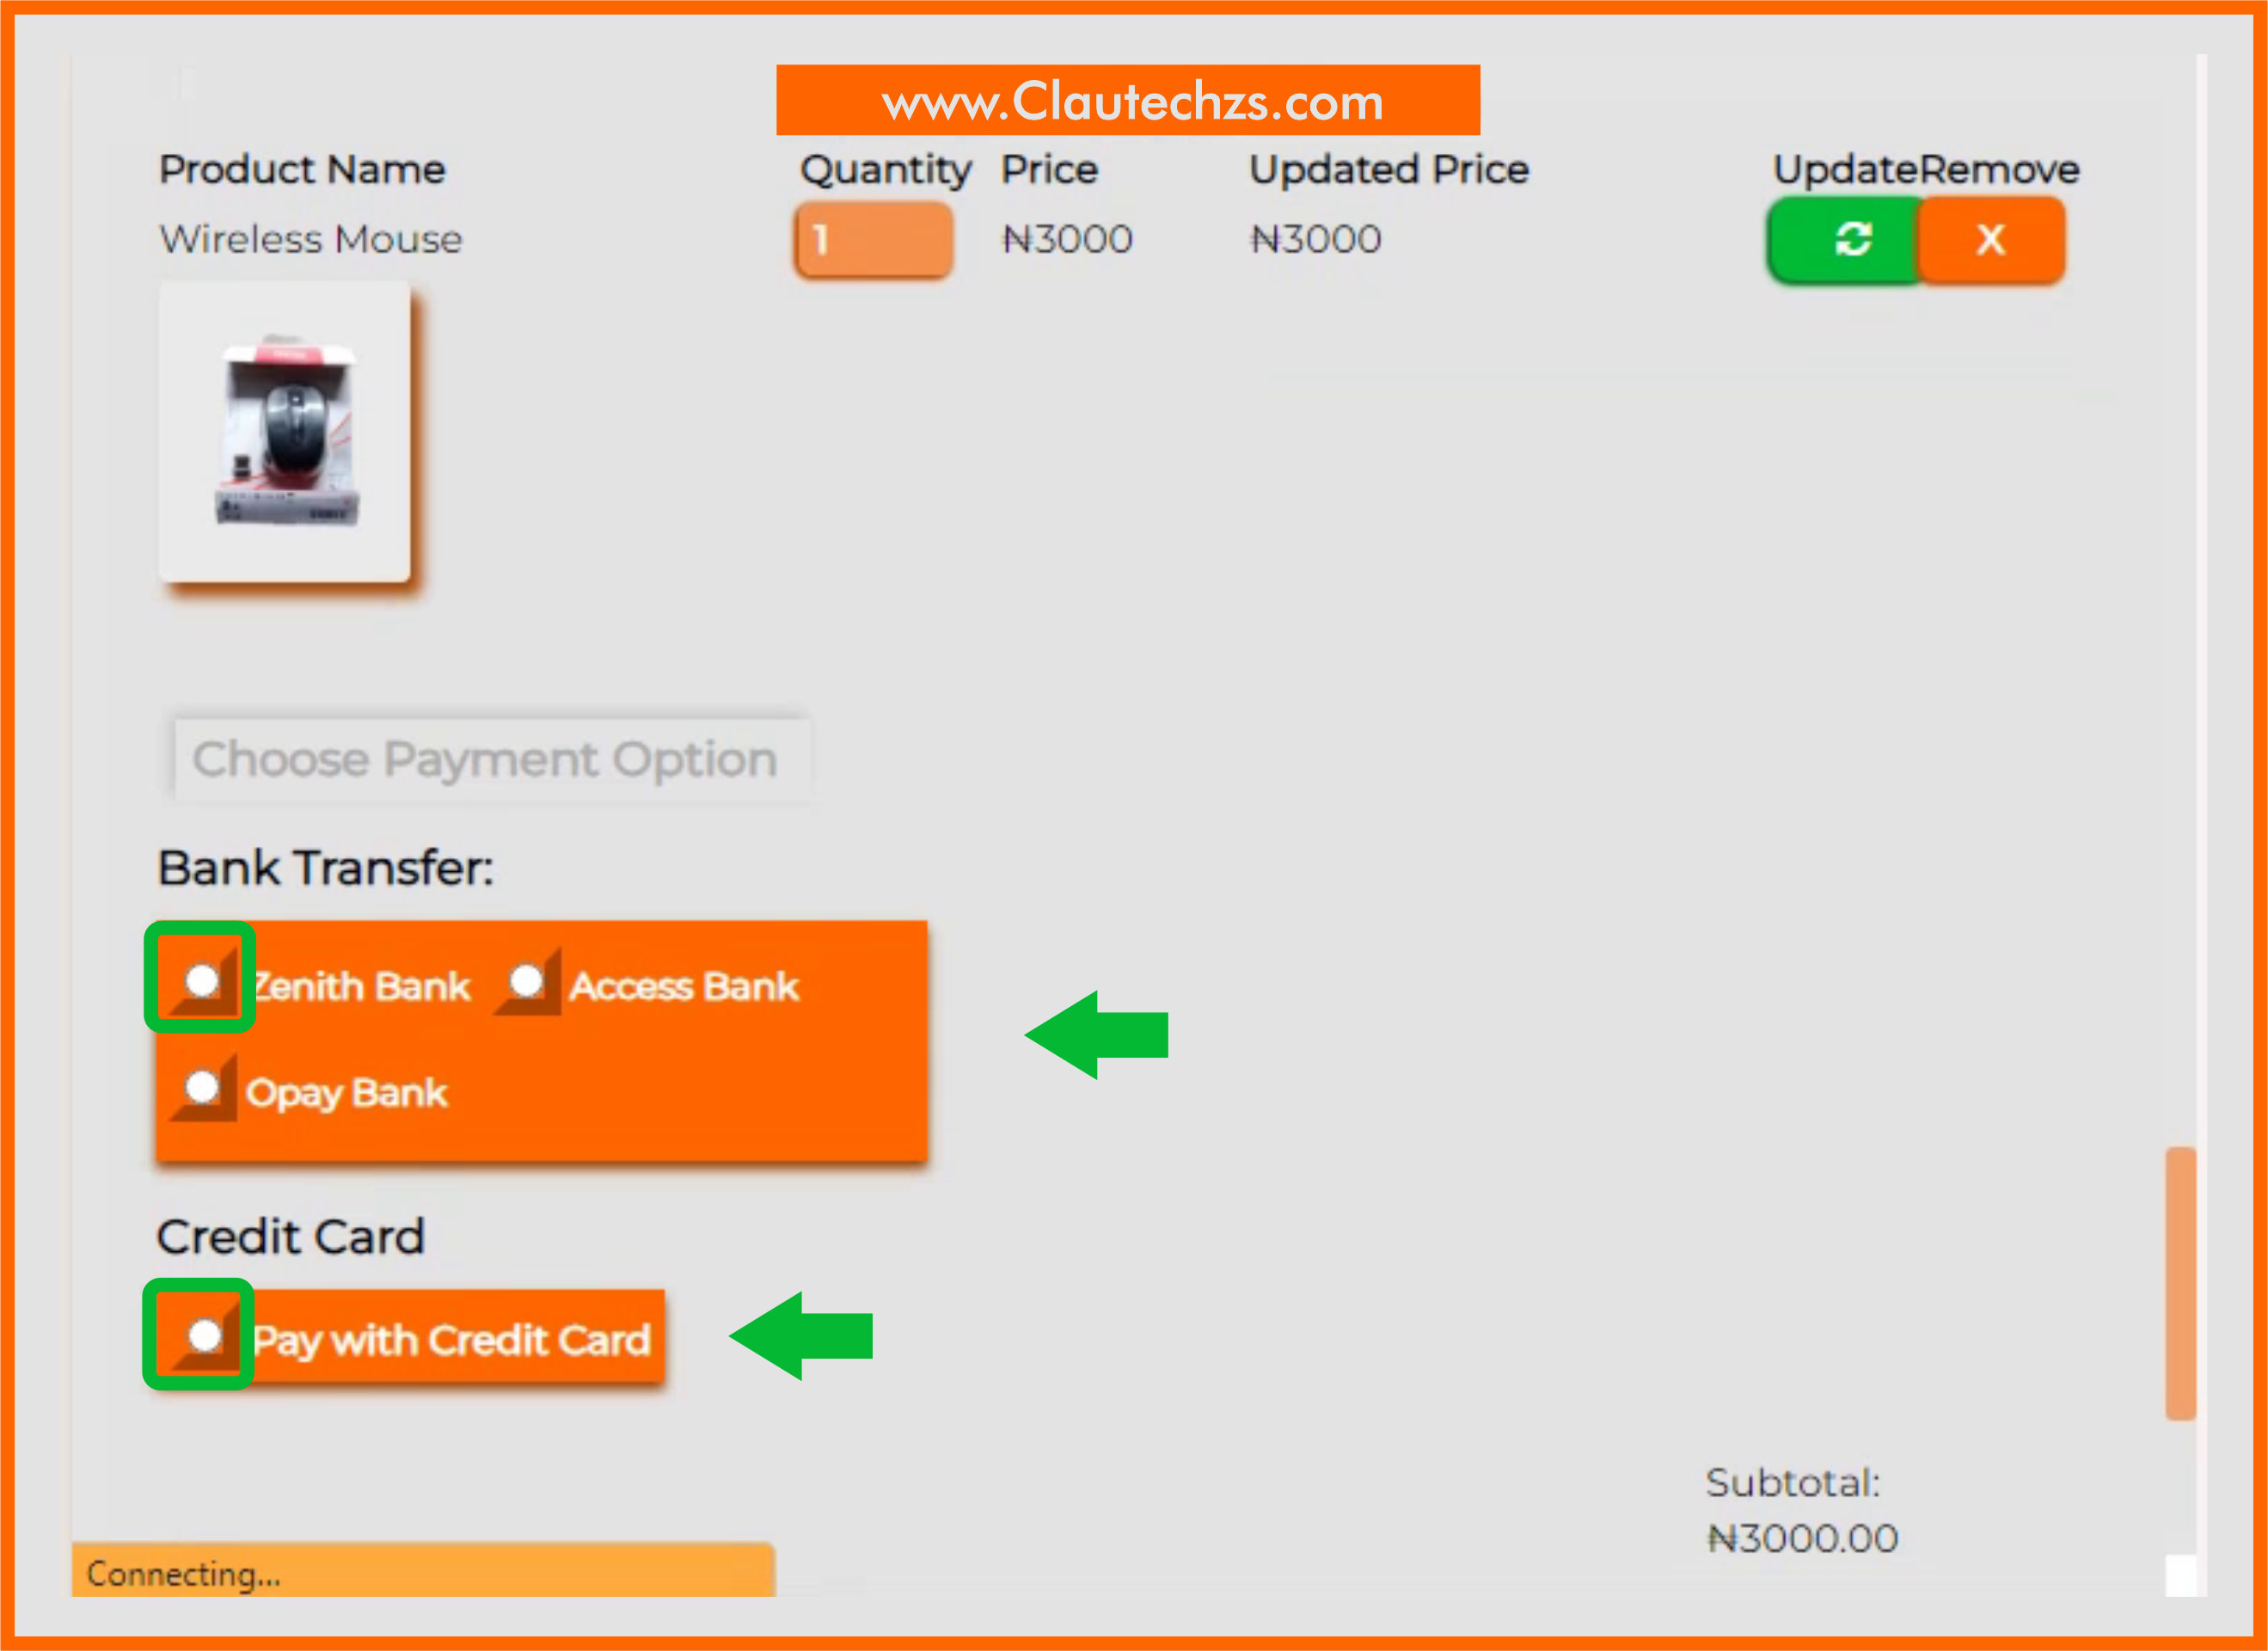 www.Clautechzs.com
Product Name Quantity Price Updated Price UpdateRemove
Wireless Mouse 1 ₦3000 ₦3000 X
Choose Payment Option
Bank Transfer:
Zenith Bank Access Bank
Opay Bank
Credit Card
Pay with Credit Card
Subtotal:
₦3000.00
Connecting...